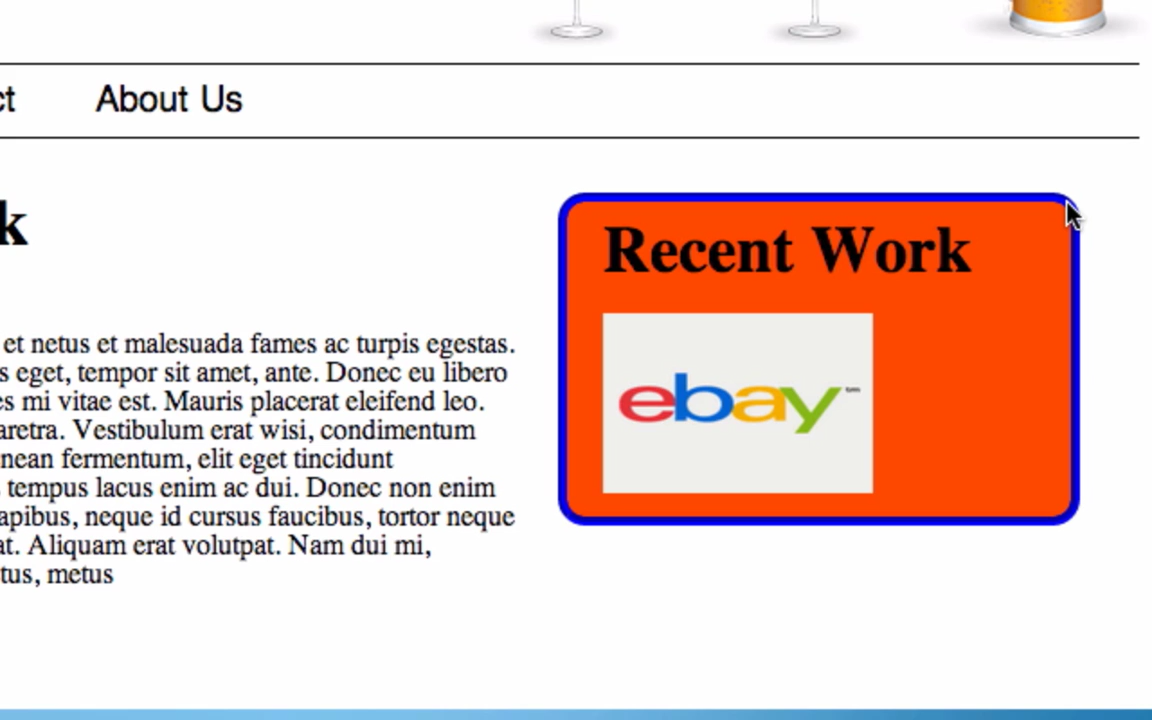 ct About Us
k
Recent Work
ebay™
et netus et malesuada fames ac turpis egestas.
s eget, tempor sit amet, ante. Donec eu libero
es mi vitae est. Mauris placerat eleifend leo.
aretra. Vestibulum erat wisi, condimentum
nean fermentum, elit eget tincidunt
tempus lacus enim ac dui. Donec non enim
apibus, neque id cursus faucibus, tortor neque
at. Aliquam erat volutpat. Nam dui mi,
tus, metus